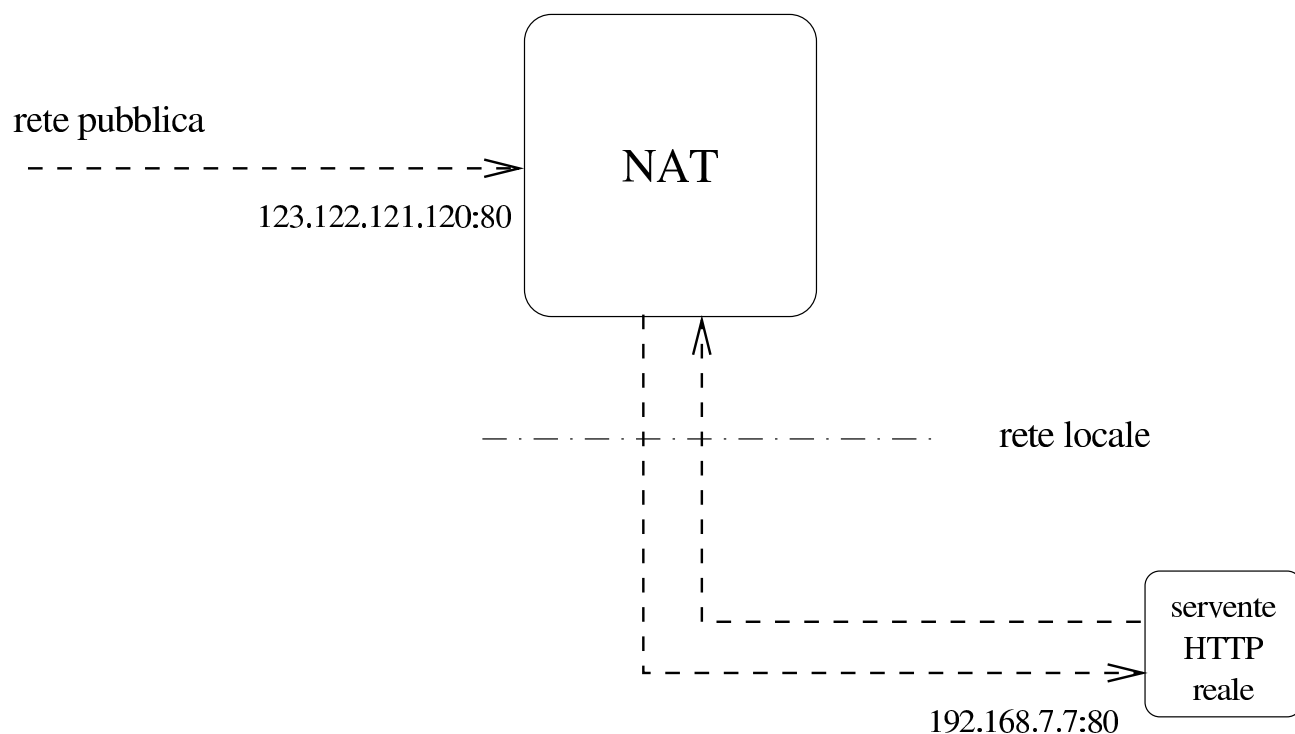 rete pubblica
NAT
123.122.121.120:80
rete locale
servente
HTTP
reale
192.168.7.7:80